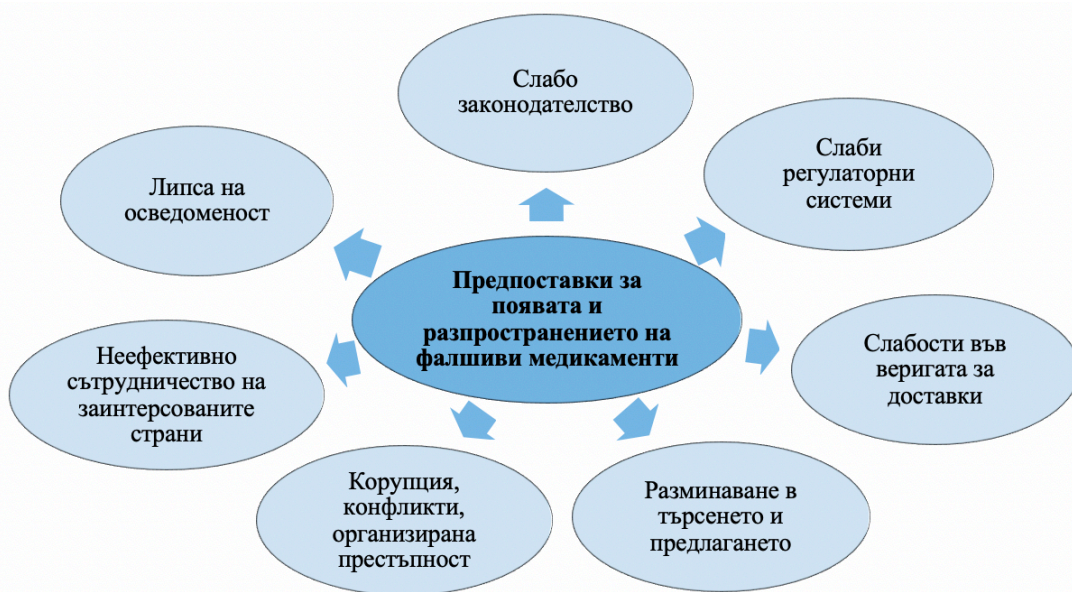 Слабо
законодателство
Слаби
регулаторни
системи
Липса на
осведоменост
Предпоставки за
появата и
разпространението на
фалшиви медикаменти
Слабости във
веригата за
доставки
Неефективно
сътрудничество на
заинтерсованите
страни
Корупция,
конфликти,
организирана
престъпност
Разминаване в
търсенето и
предлагането